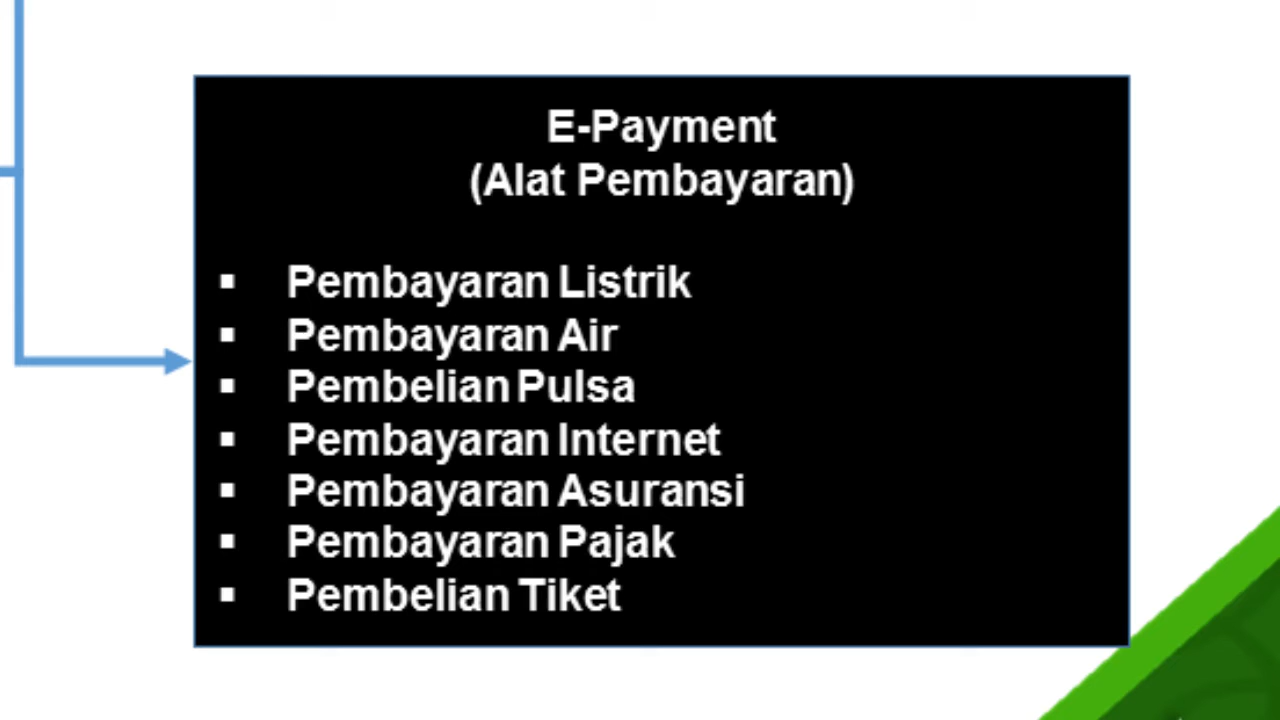 E-Payment
(Alat Pembayaran)
▪ Pembayaran Listrik
▪ Pembayaran Air
▪ Pembelian Pulsa
▪ Pembayaran Internet
▪ Pembayaran Asuransi
▪ Pembayaran Pajak
▪ Pembelian Tiket